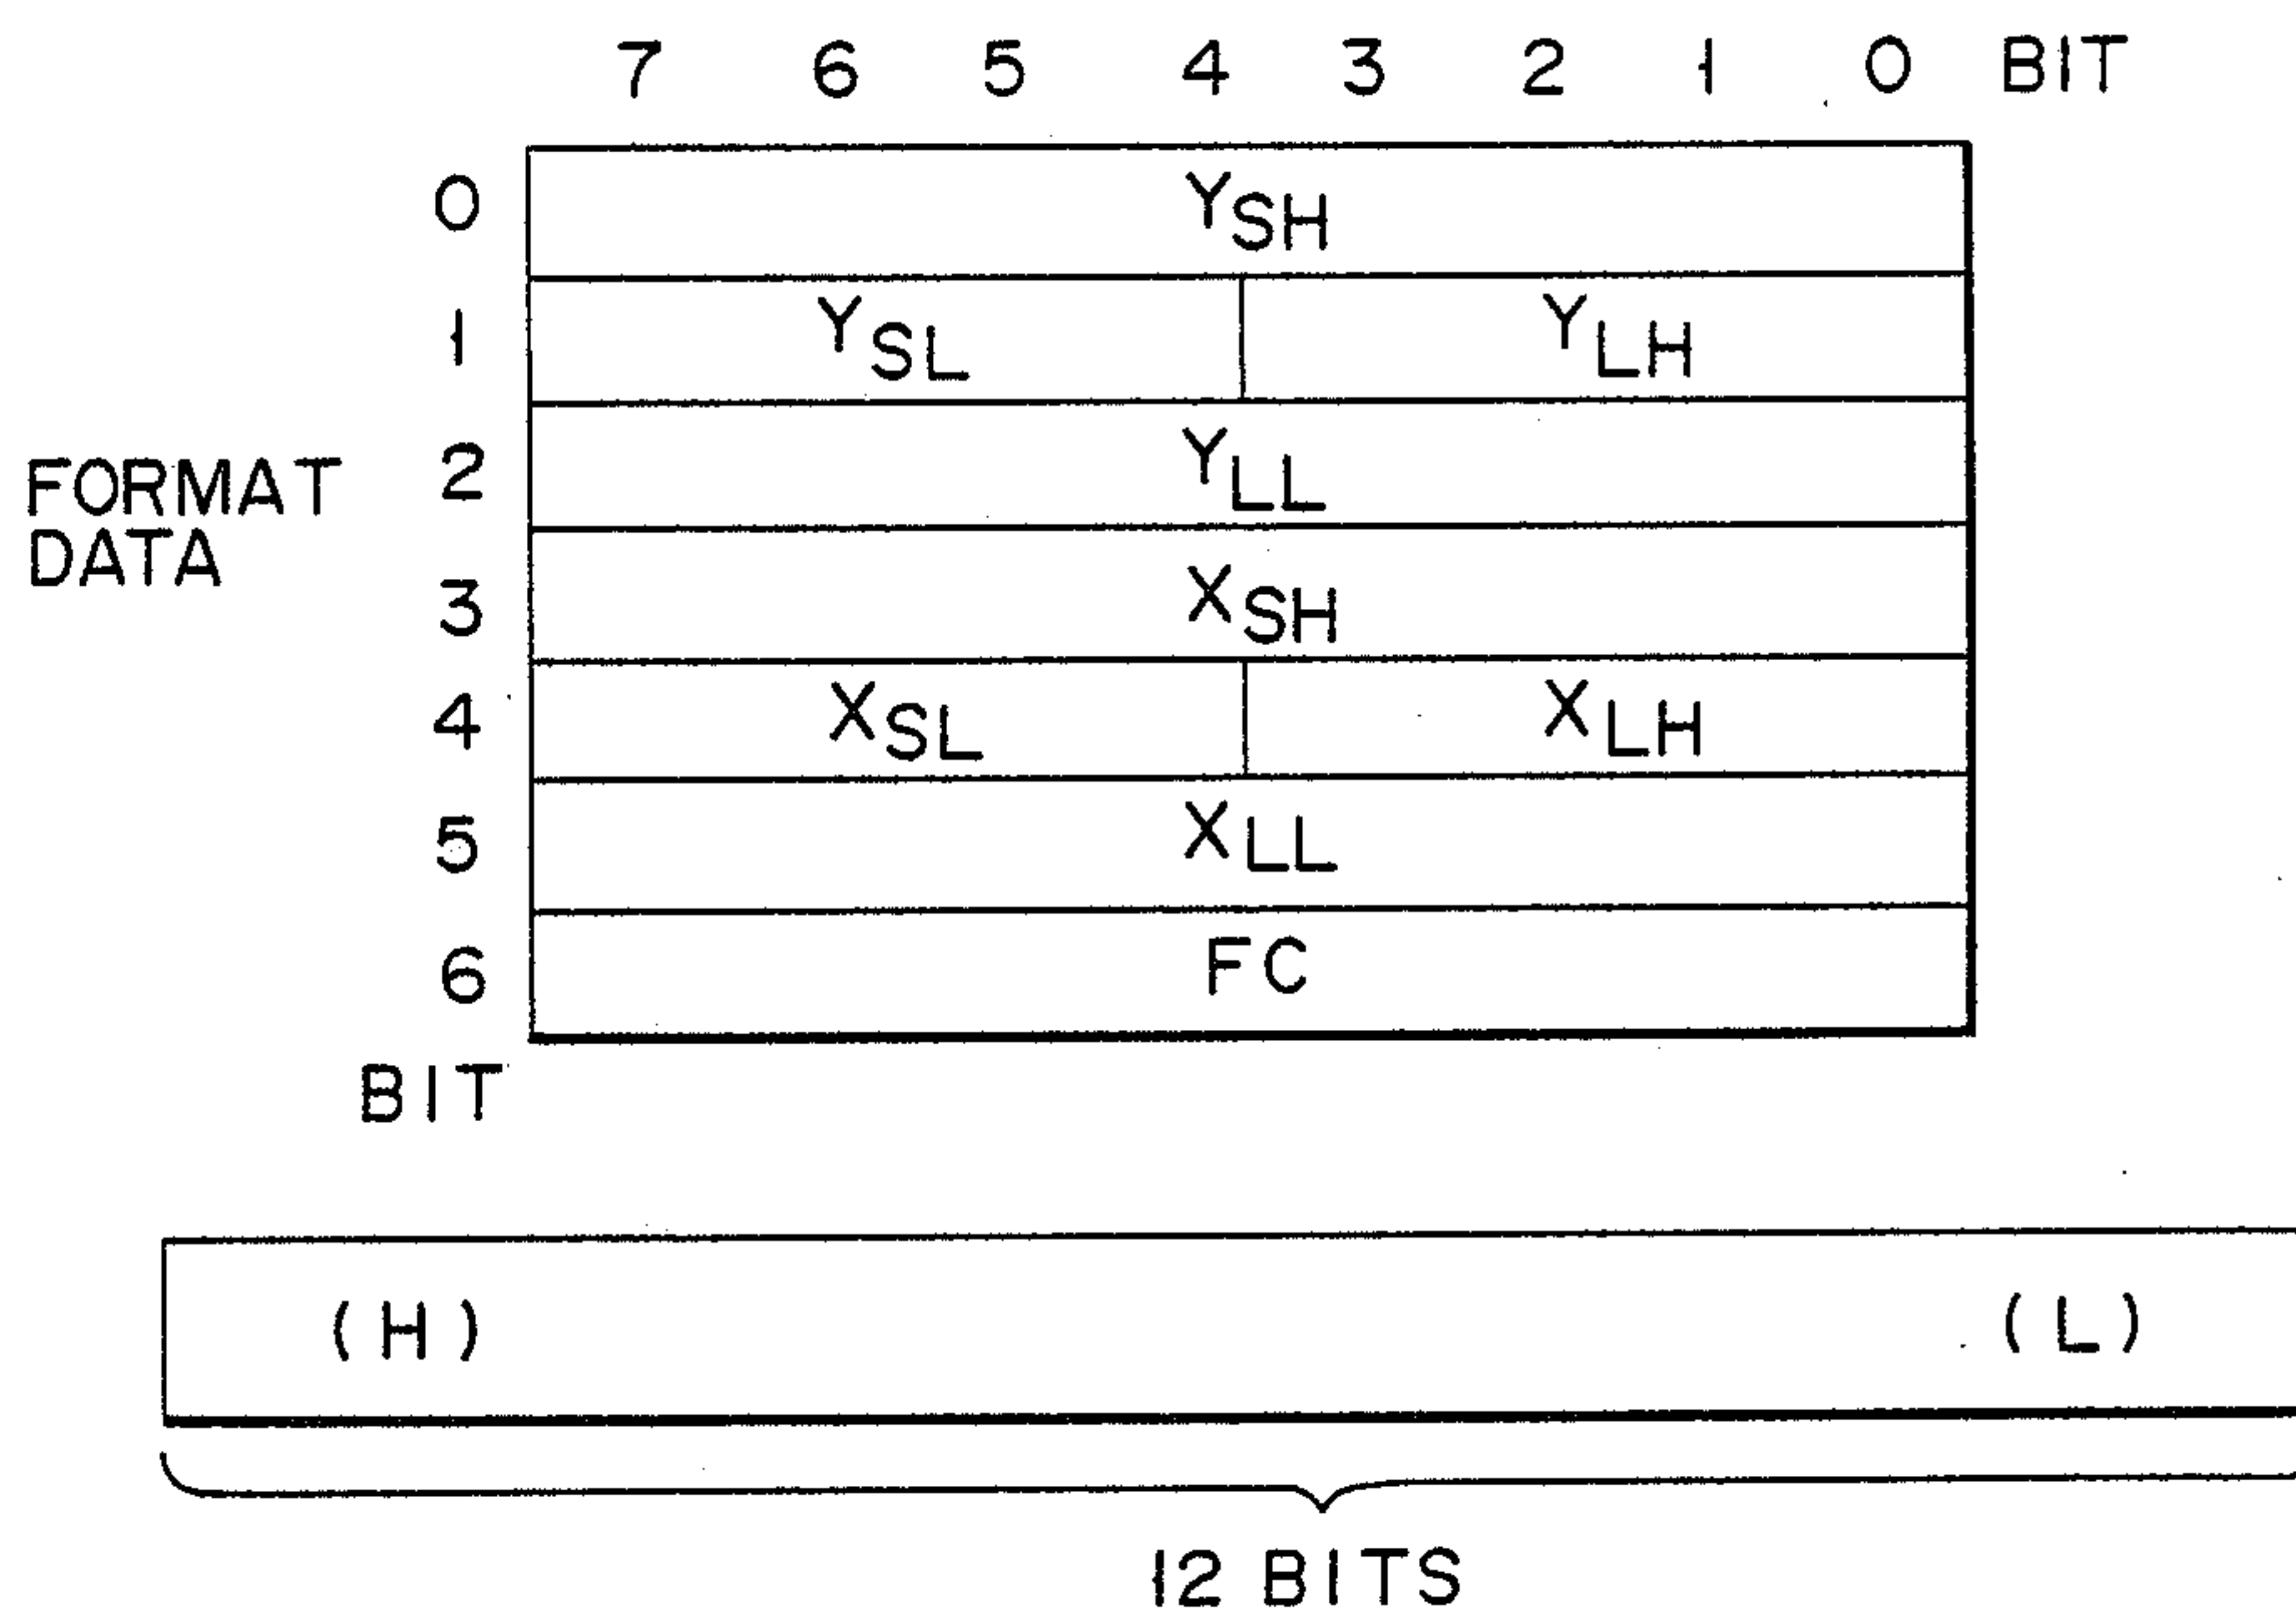 7 6 5 4 3 2 1 0 BIT
0 YSH
1 YSL YLH
2 YLL
FORMAT
DATA
3 XSH
4 XSL XLH
5 XLL
6 FC
BIT
(H) (L)
12 BITS